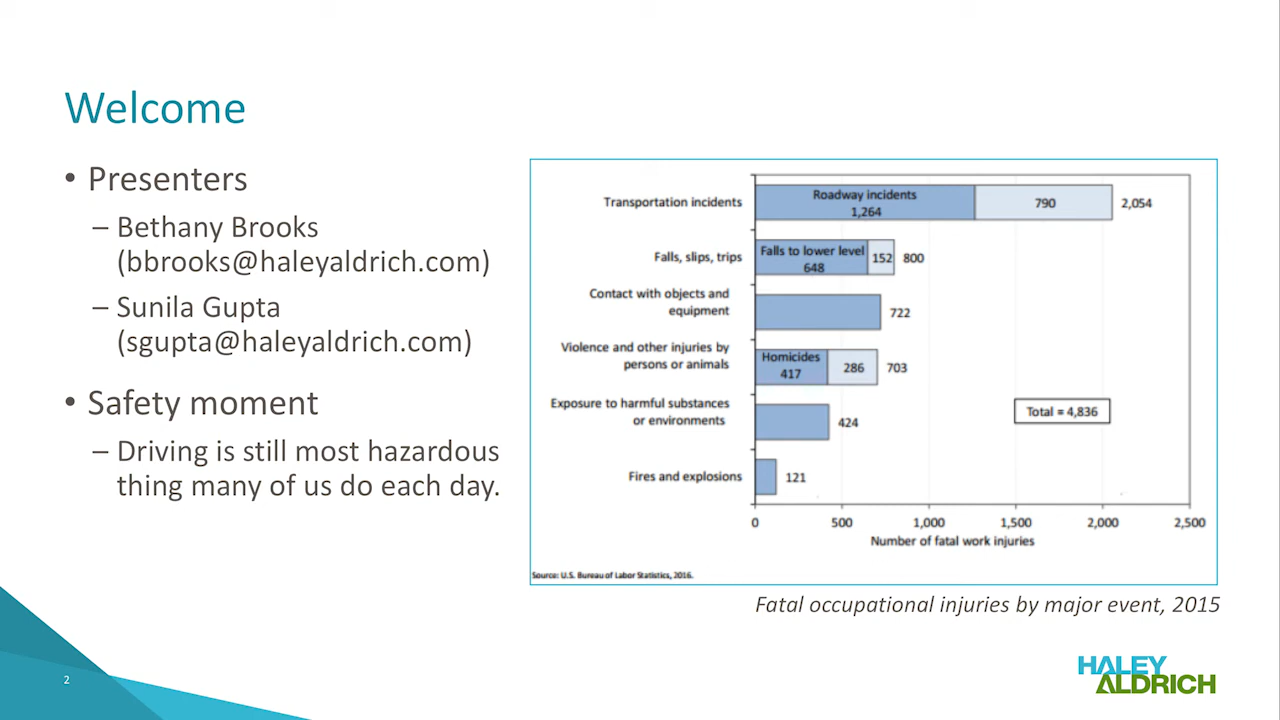 Welcome
• Presenters
– Bethany Brooks
(bbrooks@haleyaldrich.com)
– Sunila Gupta
(sgupta@haleyaldrich.com)
• Safety moment
– Driving is still most hazardous
thing many of us do each day.
Transportation incidents
Roadway incidents
1,264
790
2,054
Falls, slips, trips
Falls to lower level
648
152
800
Contact with objects and
equipment
722
Violence and other injuries by
persons or animals
Homicides
417
286
703
Exposure to harmful substances
or environments
424
Total = 4,836
Fires and explosions
121
0 500 1,000 1,500 2,000 2,500
Number of fatal work injuries
Source: U.S. Bureau of Labor Statistics, 2016.
Fatal occupational injuries by major event, 2015
2
HALEY
ALDRICH